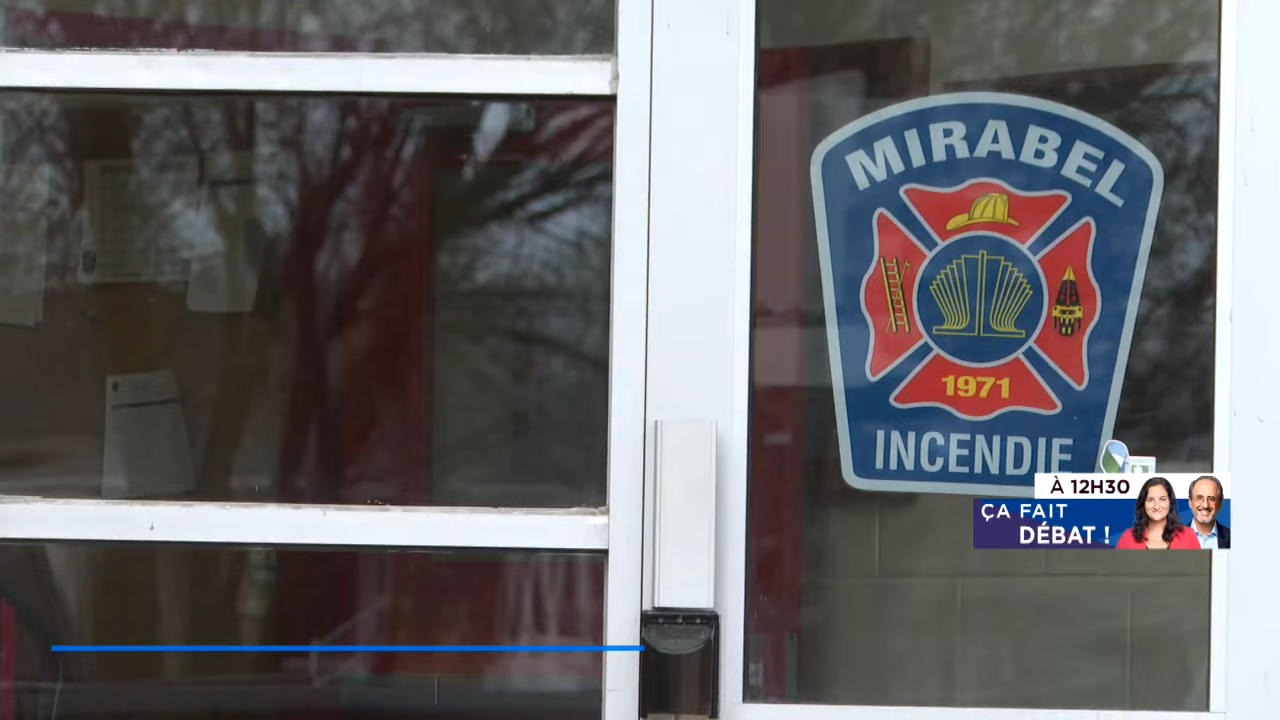 MIRABEL
1971
INCENDIE
À 12H30
ÇA FAIT
DÉBAT !